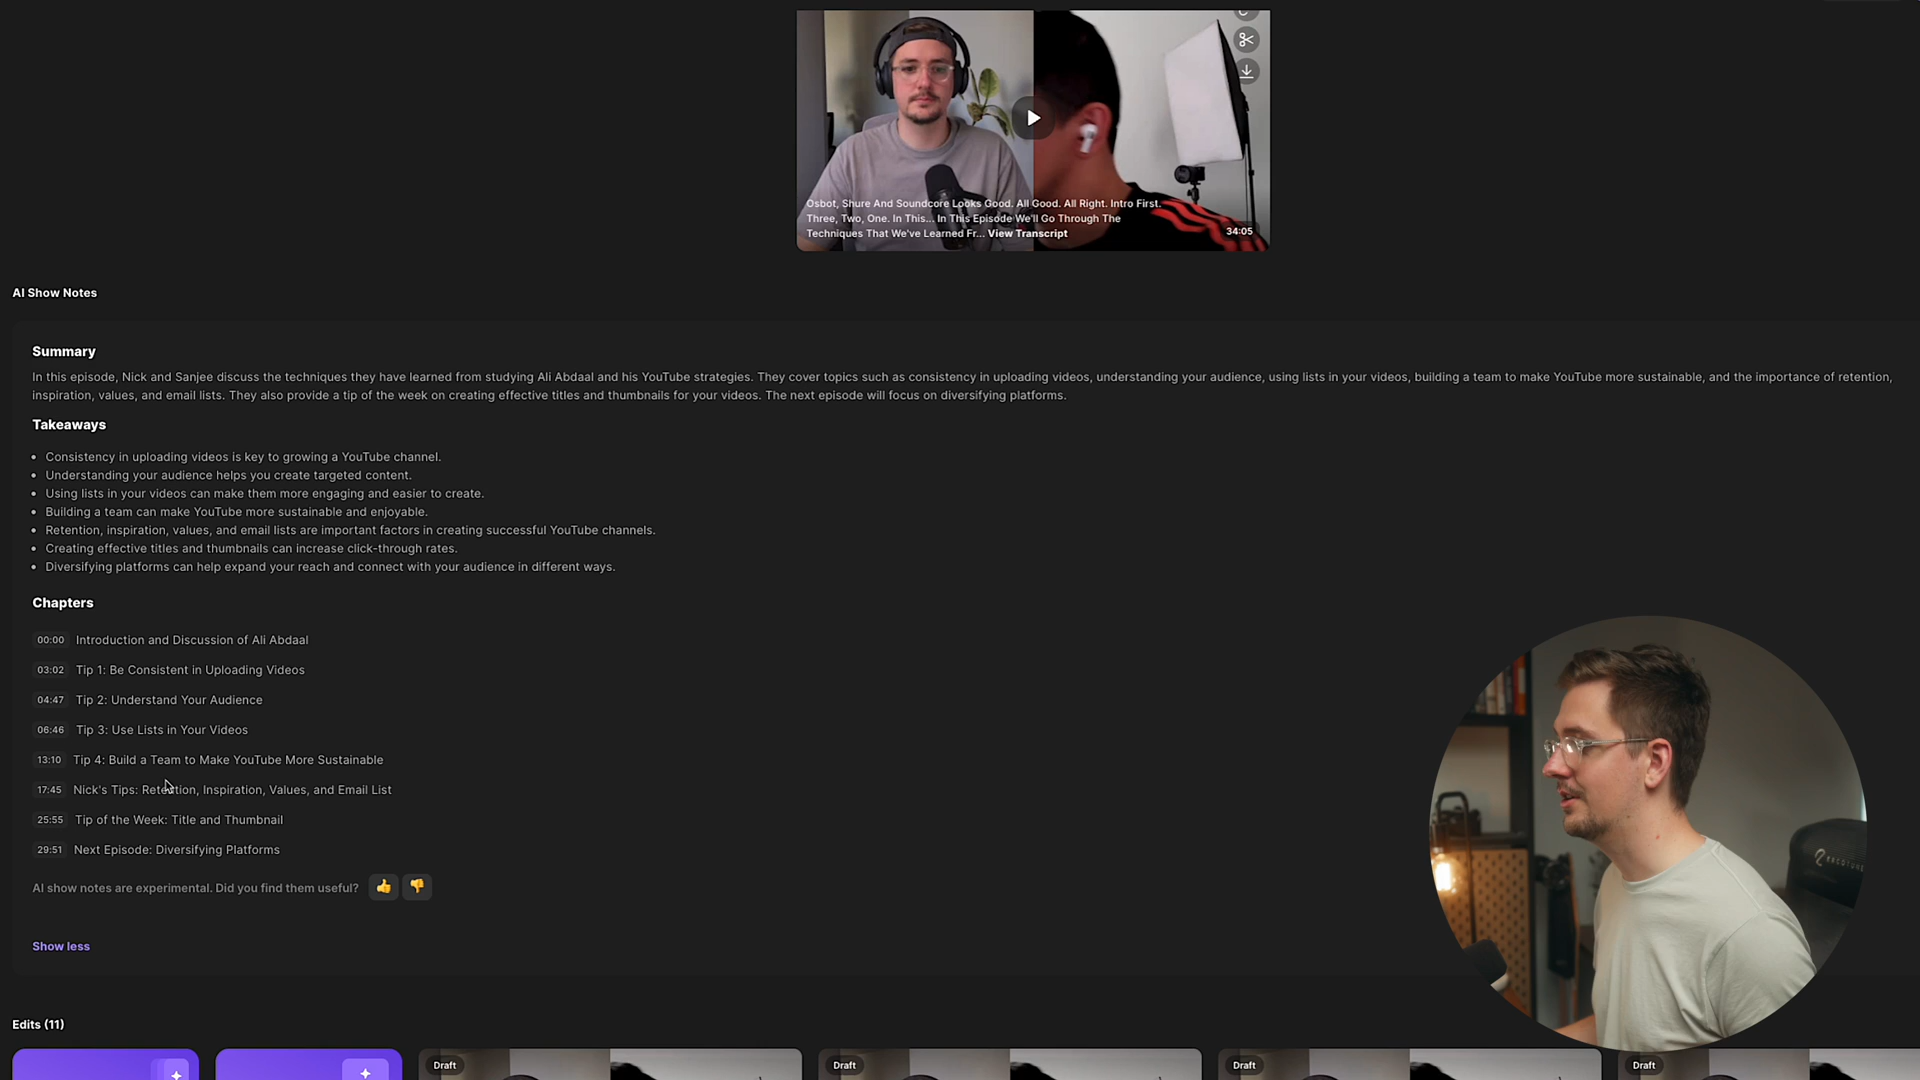 Osbot, Shure And Soundcore Looks Good. All Good. All Right. Intro First.
Three, Two, One. In This... In This Episode We'll Go Through The
Techniques That We've Learned Fr... View Transcript
34:05
AI Show Notes
Summary
In this episode, Nick and Sanjee discuss the techniques they have learned from studying Ali Abdaal and his YouTube strategies. They cover topics such as consistency in uploading videos, understanding your audience, using lists in your videos, building a team to make YouTube more sustainable, and the importance of retention,
inspiration, values, and email lists. They also provide a tip of the week on creating effective titles and thumbnails for your videos. The next episode will focus on diversifying platforms.
Takeaways
• Consistency in uploading videos is key to growing a YouTube channel.
• Understanding your audience helps you create targeted content.
• Using lists in your videos can make them more engaging and easier to create.
• Building a team can make YouTube more sustainable and enjoyable.
• Retention, inspiration, values, and email lists are important factors in creating successful YouTube channels.
• Creating effective titles and thumbnails can increase click-through rates.
• Diversifying platforms can help expand your reach and connect with your audience in different ways.
Chapters
00:00 Introduction and Discussion of Ali Abdaal
03:02 Tip 1: Be Consistent in Uploading Videos
04:47 Tip 2: Understand Your Audience
06:46 Tip 3: Use Lists in Your Videos
13:10 Tip 4: Build a Team to Make YouTube More Sustainable
17:45 Nick's Tips: Retention, Inspiration, Values, and Email List
25:55 Tip of the Week: Title and Thumbnail
29:51 Next Episode: Diversifying Platforms
AI show notes are experimental. Did you find them useful?
Show less
Edits (11)
Draft Draft Draft Draft